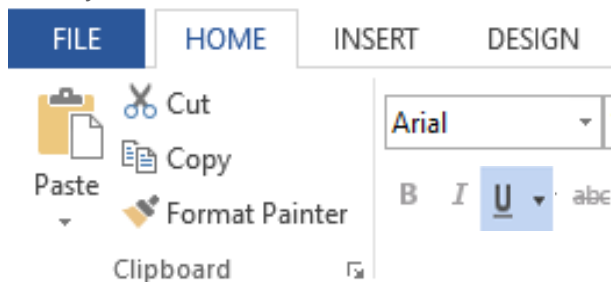 FILE HOME INSERT DESIGN
Cut
Arial
Copy
Paste
B I U abc
Format Painter
Clipboard